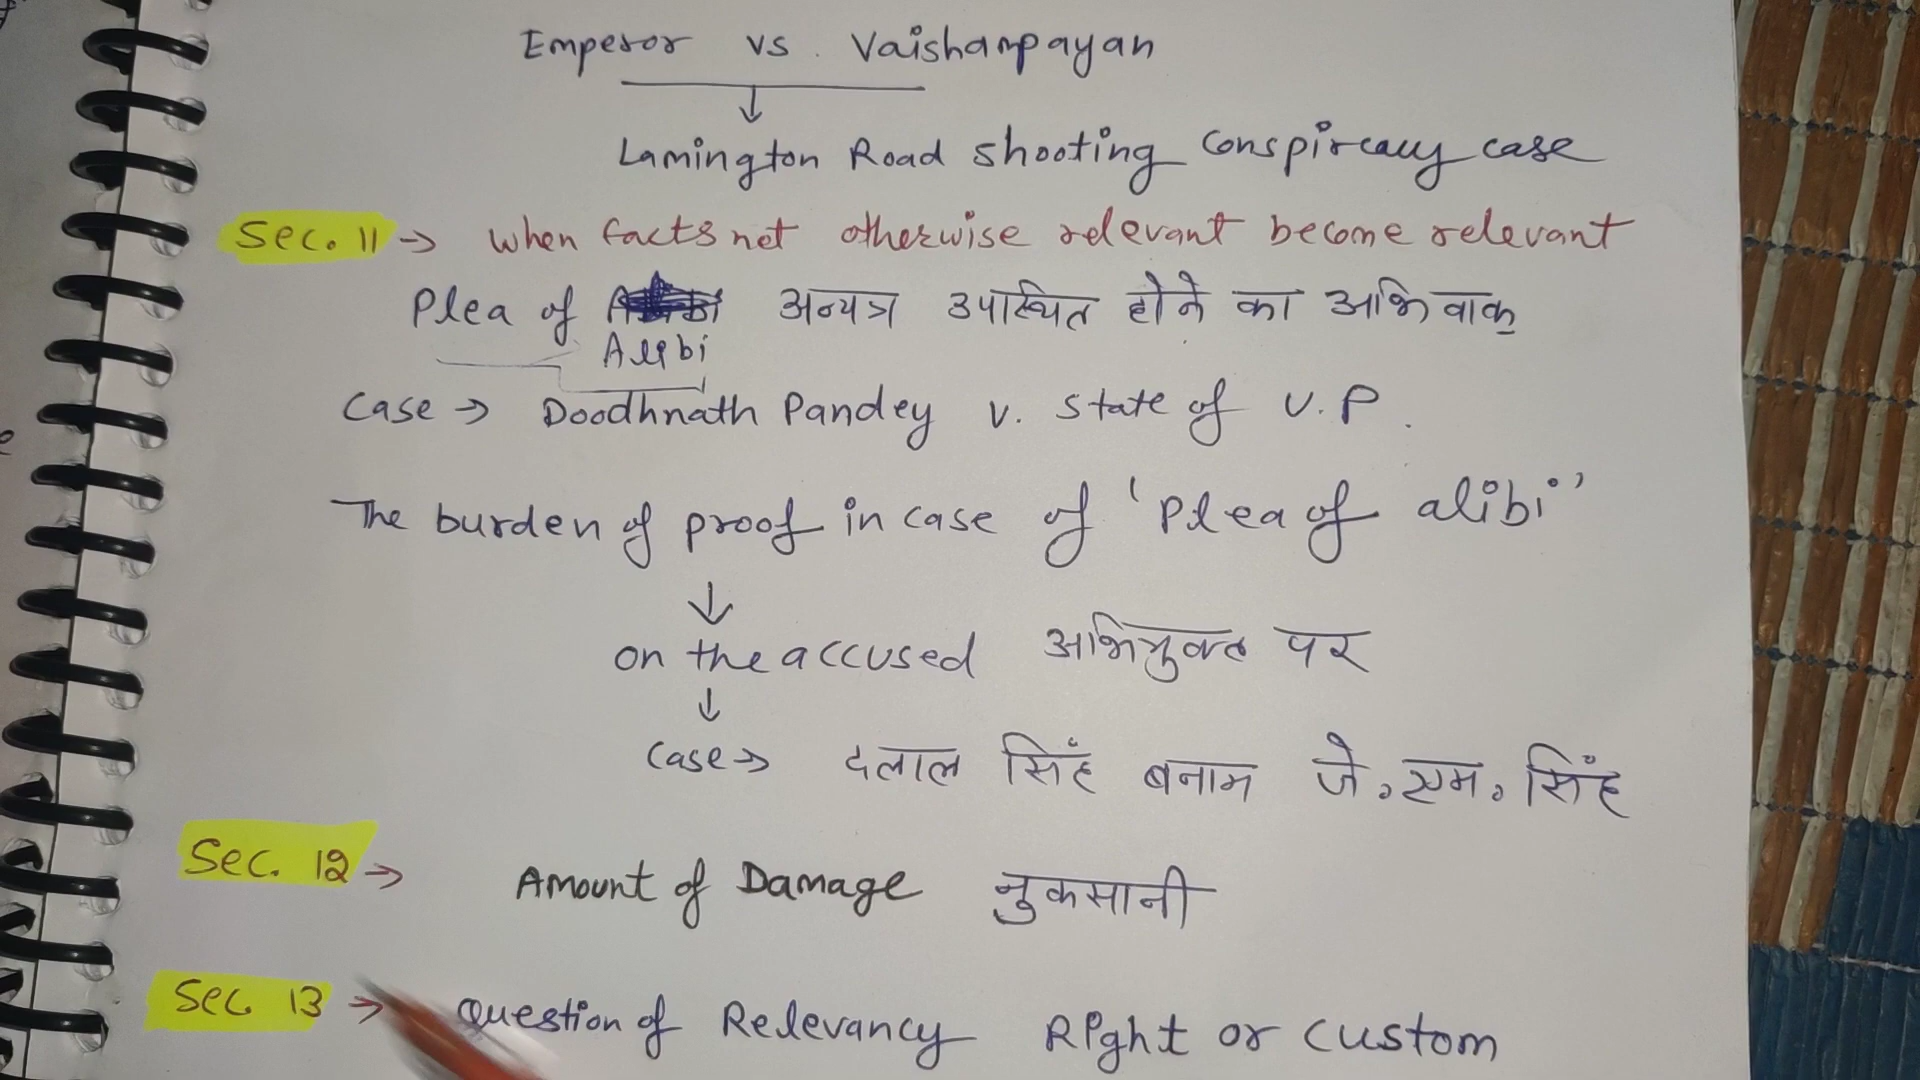 Emperor vs. Vaishampayan
↓
Lamington Road shooting Conspircacy case
Sec. 11 → when facts not otherwise relevant become relevant
Plea of अन्यत्र उपस्थित होने का अभिवाक्
Alibi
Case → Doodhnath Pandey v. State of U.P.
The burden of proof in case of 'Plea of alibi'
↓
on the accused अभियुक्त पर
↓
Case → दलाल सिंह बनाम जे. एम. सिंह
Sec. 12 → Amount of Damage नुकसानी
Sec. 13 → Question of Relevancy Right or custom